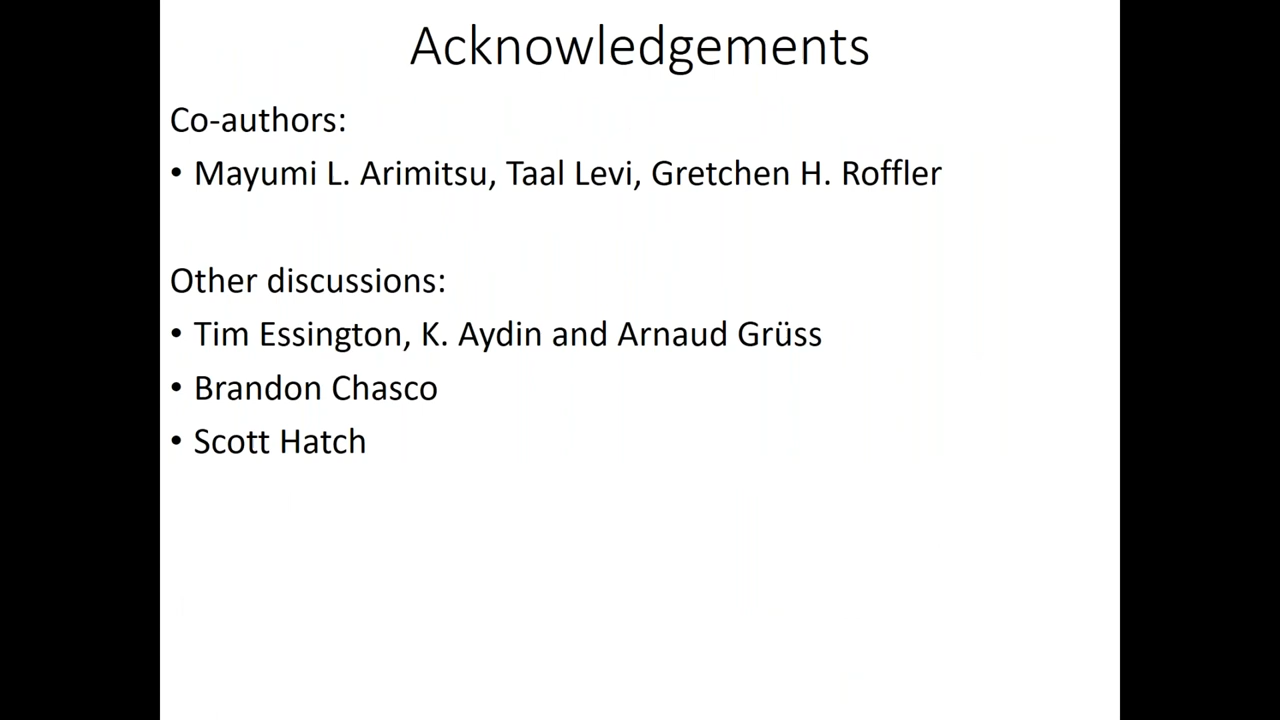 Acknowledgements
Co-authors:
• Mayumi L. Arimitsu, Taal Levi, Gretchen H. Roffler
Other discussions:
• Tim Essington, K. Aydin and Arnaud Grüss
• Brandon Chasco
• Scott Hatch